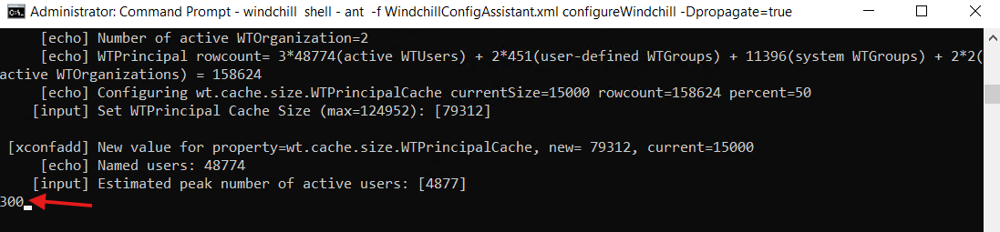 Administrator: Command Prompt - windchill shell - ant -f WindchillConfigAssistant.xml configureWindchill -Dpropagate=true
[echo] Number of active WTOrganization=2
[echo] WTPrincipal rowcount= 3*48774(active WTUsers) + 2*451(user-defined WTGroups) + 11396(system WTGroups) + 2*2(
active WTOrganizations) = 158624
[echo] Configuring wt.cache.size.WTPrincipalCache currentSize=15000 rowcount=158624 percent=50
[input] Set WTPrincipal Cache Size (max=124952): [79312]
[xconfadd] New value for property=wt.cache.size.WTPrincipalCache, new= 79312, current=15000
[echo] Named users: 48774
[input] Estimated peak number of active users: [4877]
300